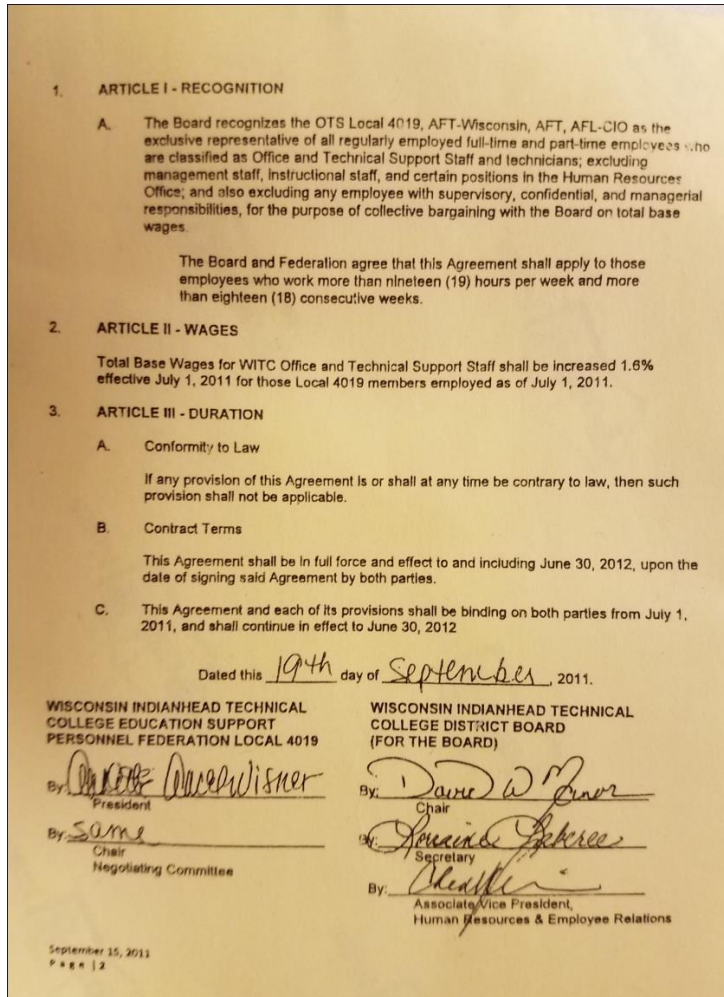 1. ARTICLE I - RECOGNITION
A. The Board recognizes the OTS Local 4019, AFT-Wisconsin, AFT, AFL-CIO as the
exclusive representative of all regularly employed full-time and part-time employees who
are classified as Office and Technical Support Staff and technicians; excluding
management staff, instructional staff, and certain positions in the Human Resources
Office; and also excluding any employee with supervisory, confidential, and managerial
responsibilities, for the purpose of collective bargaining with the Board on total base
wages.
The Board and Federation agree that this Agreement shall apply to those
employees who work more than nineteen (19) hours per week and more
than eighteen (18) consecutive weeks.
2. ARTICLE II - WAGES
Total Base Wages for WITC Office and Technical Support Staff shall be increased 1.6%
effective July 1, 2011 for those Local 4019 members employed as of July 1, 2011.
3. ARTICLE III - DURATION
A. Conformity to Law
If any provision of this Agreement is or shall at any time be contrary to law, then such
provision shall not be applicable.
B. Contract Terms
This Agreement shall be in full force and effect to and including June 30, 2012, upon the
date of signing said Agreement by both parties.
C. This Agreement and each of its provisions shall be binding on both parties from July 1,
2011, and shall continue in effect to June 30, 2012
Dated this 19th day of September, 2011.
WISCONSIN INDIANHEAD TECHNICAL
COLLEGE EDUCATION SUPPORT
PERSONNEL FEDERATION LOCAL 4019
By:
President
By: Same
Chair
Negotiating Committee
WISCONSIN INDIANHEAD TECHNICAL
COLLEGE DISTRICT BOARD
(FOR THE BOARD)
By: David W
Chair
By:
Secretary
By:
Associate Vice President,
Human Resources & Employee Relations
September 15, 2011
Page | 2